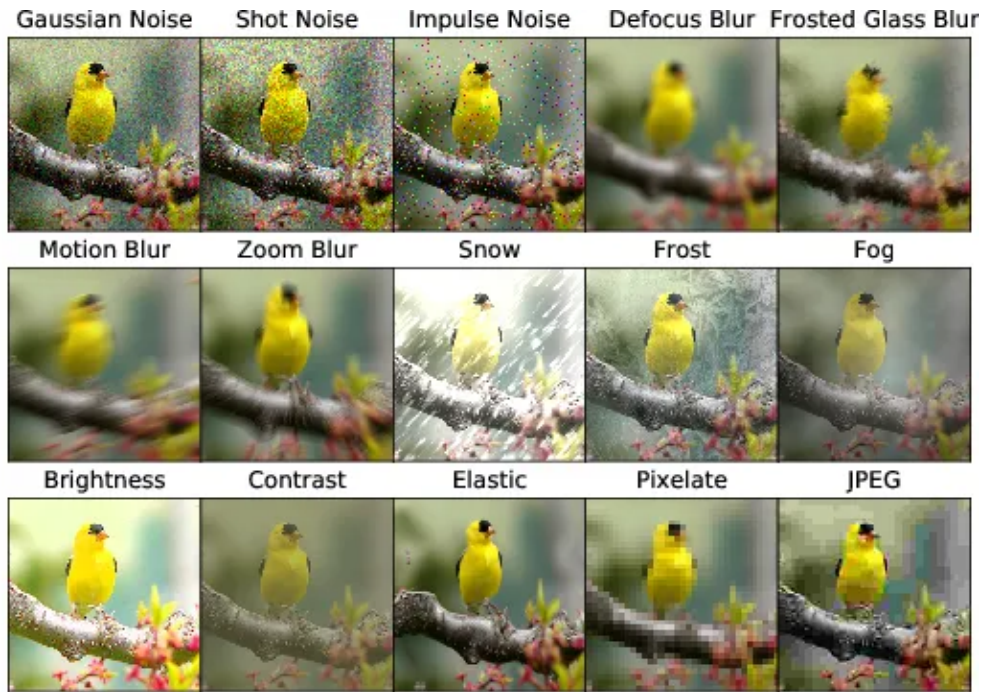 Gaussian Noise Shot Noise Impulse Noise Defocus Blur Frosted Glass Blur
Motion Blur Zoom Blur Snow Frost Fog
Brightness Contrast Elastic Pixelate JPEG